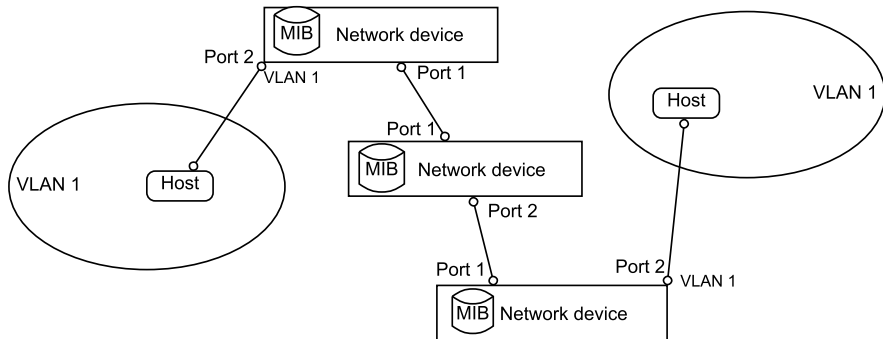 MIB
Network device
Port 2
VLAN 1
Port 1
Host
VLAN 1
Port 1
VLAN 1
Host
MIB
Network device
Port 2
Port 1
Port 2
VLAN 1
MIB
Network device